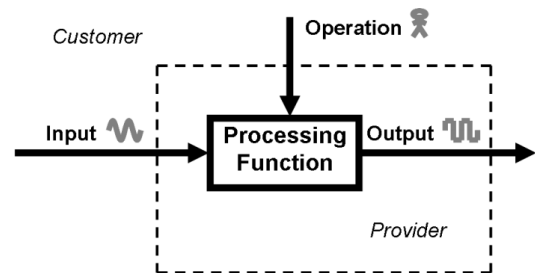 Customer
Operation
Input
Processing
Function
Output
Provider